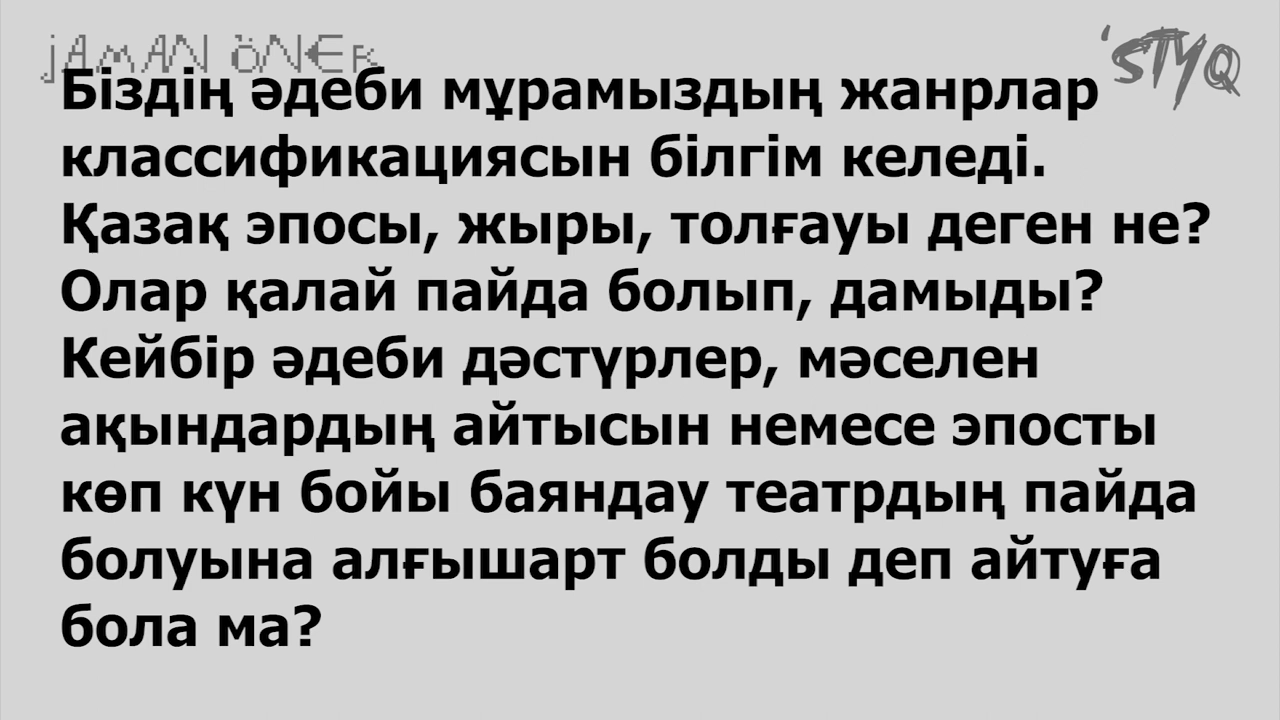 JAMAN ÖNER
'STYQ
Біздің әдеби мұрамыздың жанрлар
классификациясын білгім келеді.
Қазақ эпосы, жыры, толғауы деген не?
Олар қалай пайда болып, дамыды?
Кейбір әдеби дәстүрлер, мәселен
ақындардың айтысын немесе эпосты
көп күн бойы баяндау театрдың пайда
болуына алғышарт болды деп айтуға
бола ма?